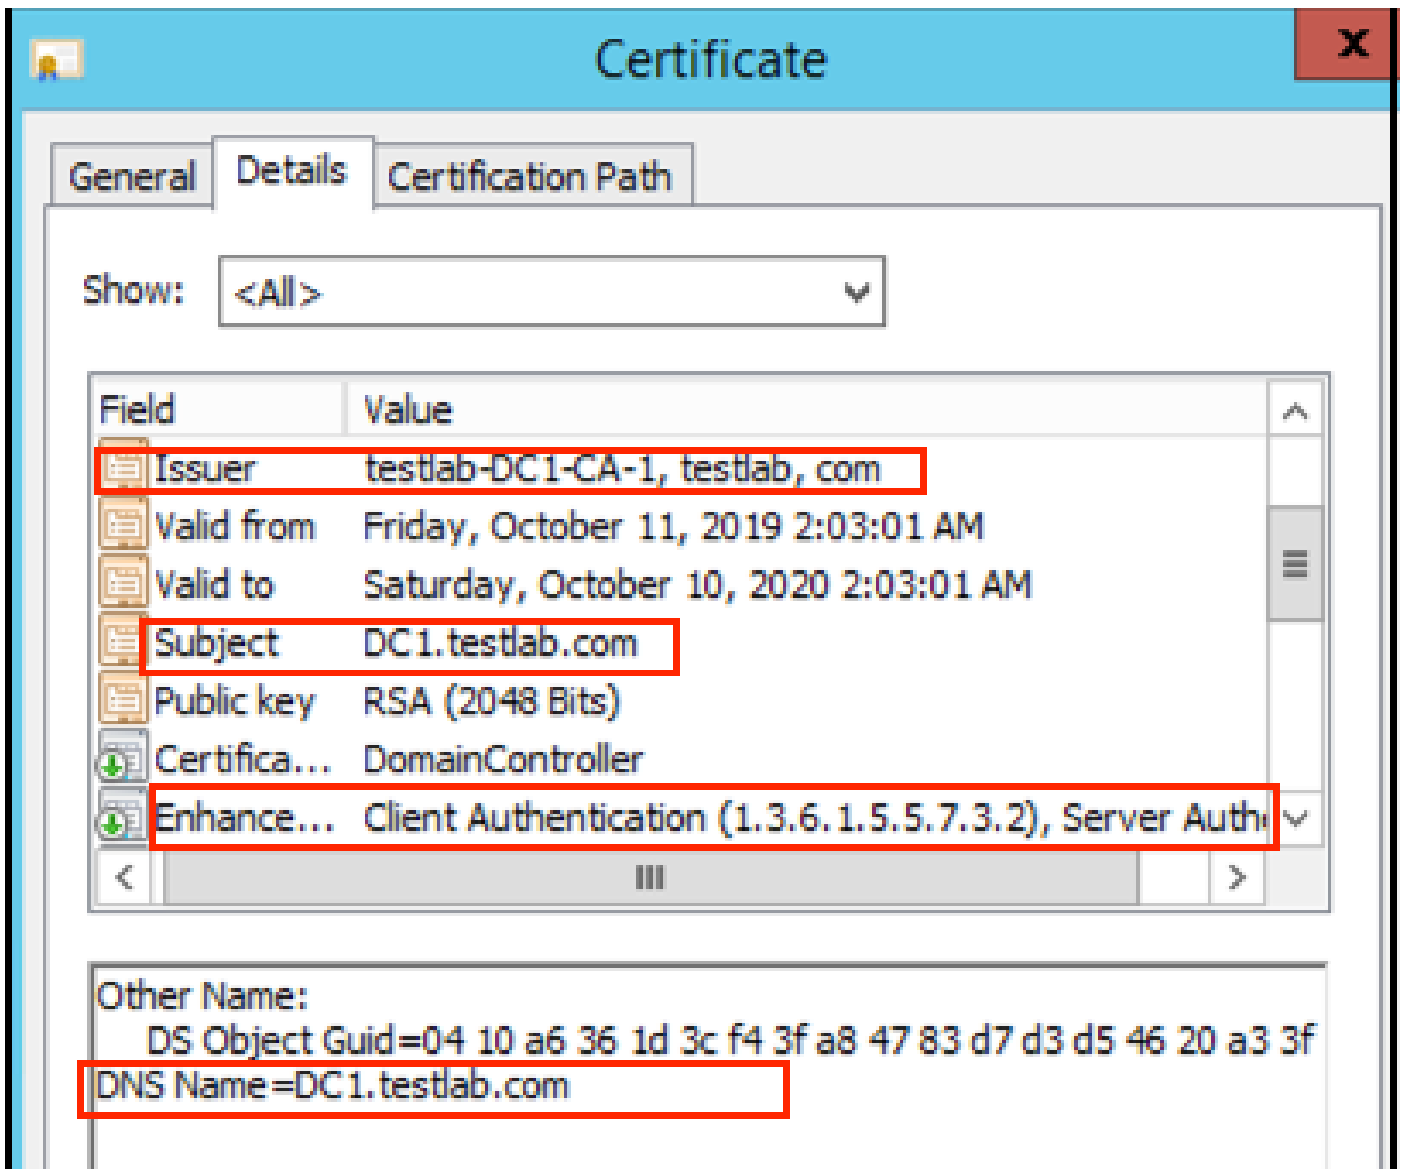 Certificate
x
General Details Certification Path
Show: <All>
Field Value
Issuer testlab-DC1-CA-1, testlab, com
Valid from Friday, October 11, 2019 2:03:01 AM
Valid to Saturday, October 10, 2020 2:03:01 AM
Subject DC1.testlab.com
Public key RSA (2048 Bits)
Certifica... DomainController
Enhance... Client Authentication (1.3.6.1.5.5.7.3.2), Server Authe
Other Name:
DS Object Guid=04 10 a6 36 1d 3c f4 3f a8 47 83 d7 d3 d5 46 20 a3 3f
DNS Name=DC1.testlab.com